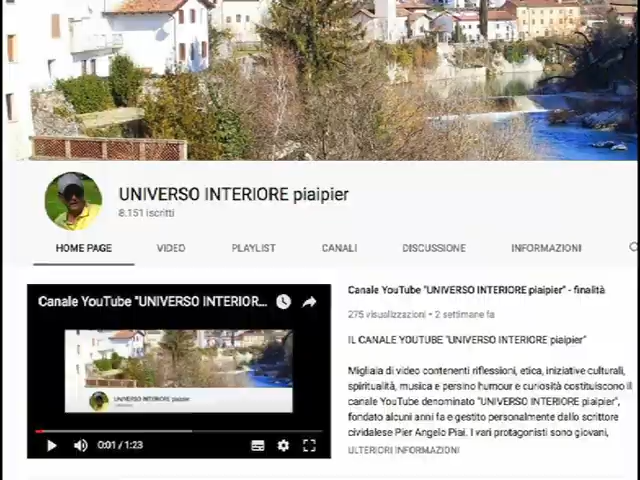 UNIVERSO INTERIORE piaipier
8.151 iscritti
HOME PAGE VIDEO PLAYLIST CANALI DISCUSSIONE INFORMAZIONI
Canale YouTube "UNIVERSO INTERIOR...
UNIVERSO INTERIORE piaipier
0:01 / 1:23
Canale YouTube "UNIVERSO INTERIORE piaipier" - finalità
275 visualizzazioni • 2 settimane fa
IL CANALE YOUTUBE "UNIVERSO INTERIORE piaipier"
Migliaia di video contenenti riflessioni, etica, iniziative culturali,
spiritualità, musica e persino humour e curiosità costituiscono il
canale YouTube denominato "UNIVERSO INTERIORE piaipier",
fondato alcuni anni fa e gestito personalmente dallo scrittore
cividalese Pier Angelo Piai. I vari protagonisti sono giovani,
ULTERIORI INFORMAZIONI